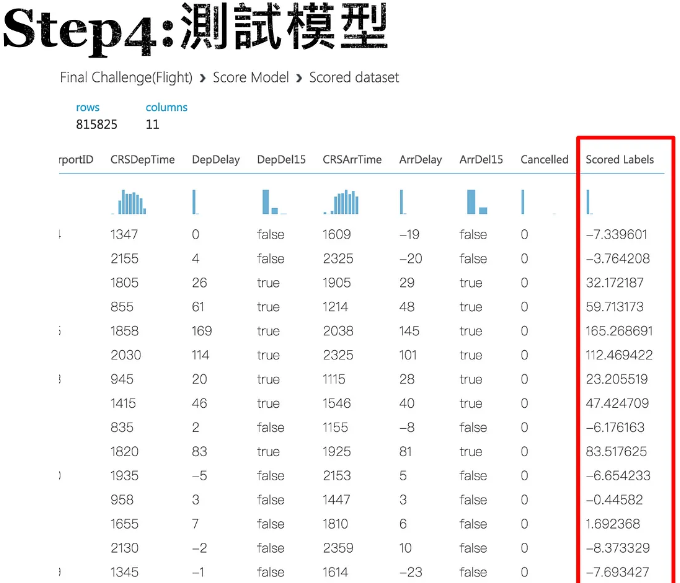 Step4:測試模型
Final Challenge(Flight) › Score Model › Scored dataset
rows columns
815825 11
rportID CRSDepTime DepDelay DepDel15 CRSArrTime ArrDelay ArrDel15 Cancelled Scored Labels
1347 0 false 1609 -19 false 0 -7.339601
2155 4 false 2325 -20 false 0 -3.764208
1805 26 true 1905 29 true 0 32.172187
855 61 true 1214 48 true 0 59.713173
1858 169 true 2038 145 true 0 165.268691
2030 114 true 2325 101 true 0 112.469422
945 20 true 1115 28 true 0 23.205519
1415 46 true 1546 40 true 0 47.424709
835 2 false 1155 -8 false 0 -6.176163
1820 83 true 1925 81 true 0 83.517625
1935 -5 false 2153 5 false 0 -6.654233
958 3 false 1447 3 false 0 -0.44582
1655 7 false 1810 6 false 0 1.692368
2130 -2 false 2359 10 false 0 -8.373329
1345 -1 false 1614 -23 false 0 -7.693427